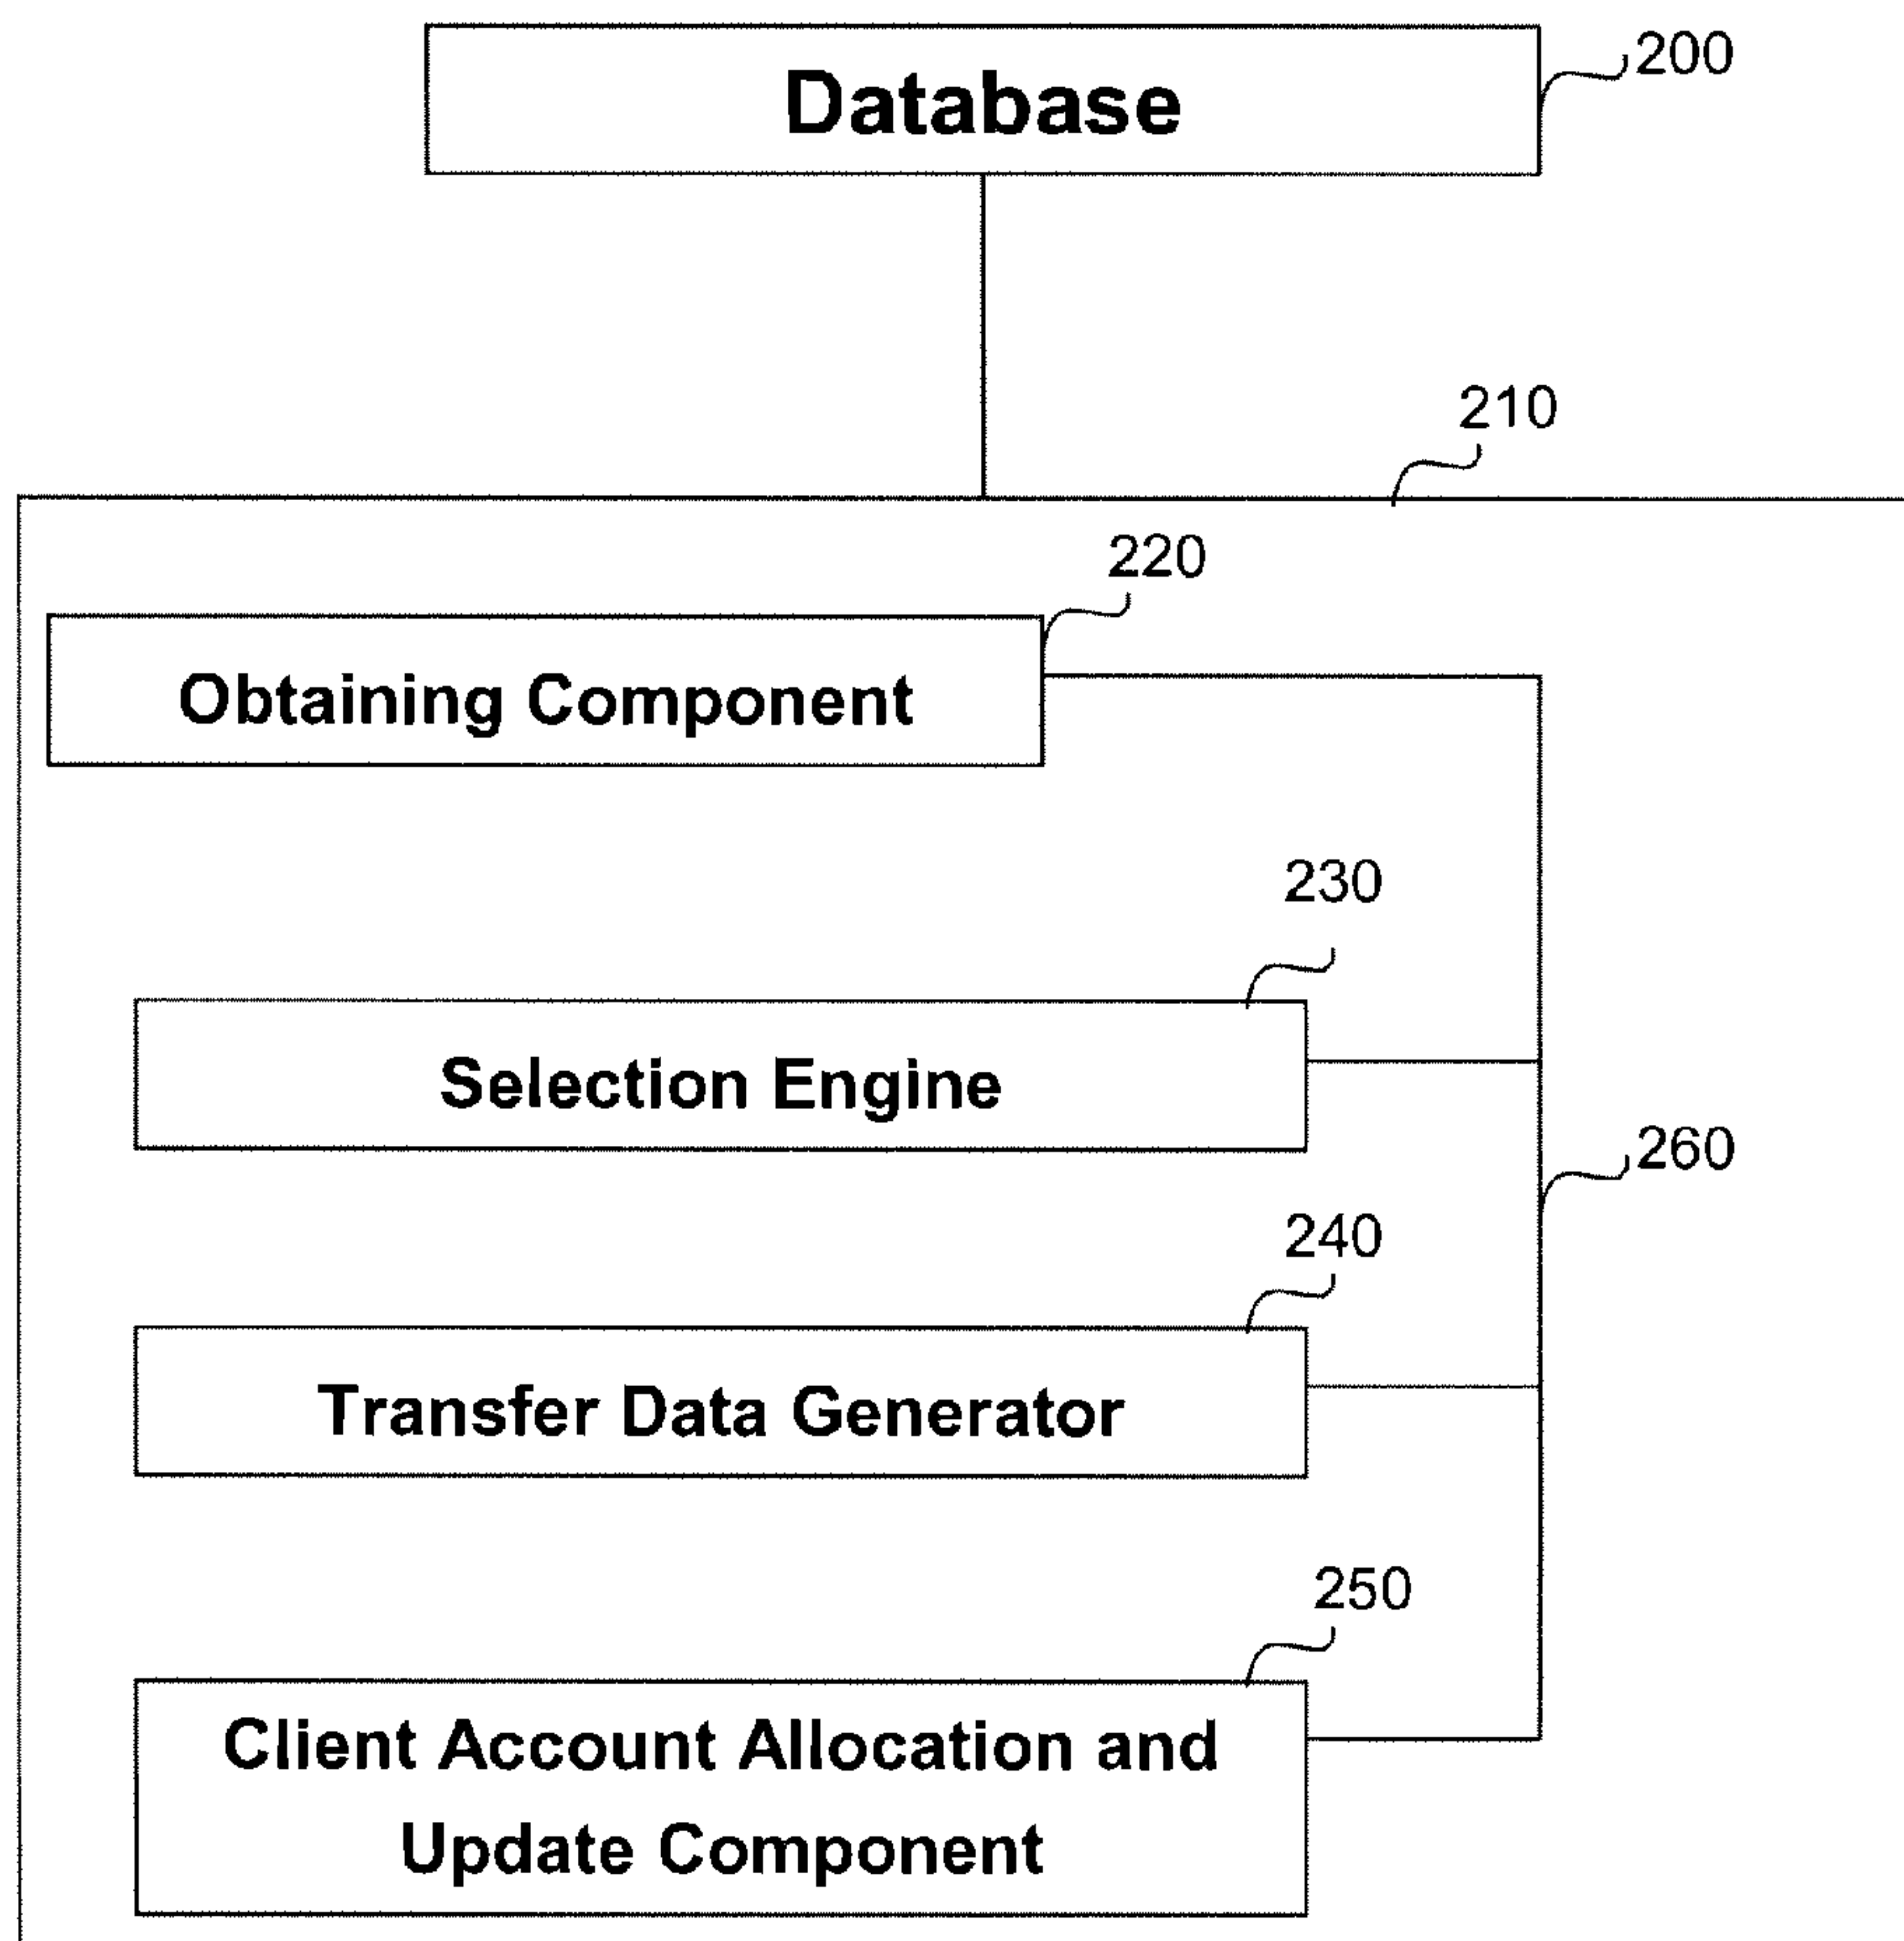 Database
200
210
220
Obtaining Component
230
Selection Engine
260
240
Transfer Data Generator
250
Client Account Allocation and
Update Component